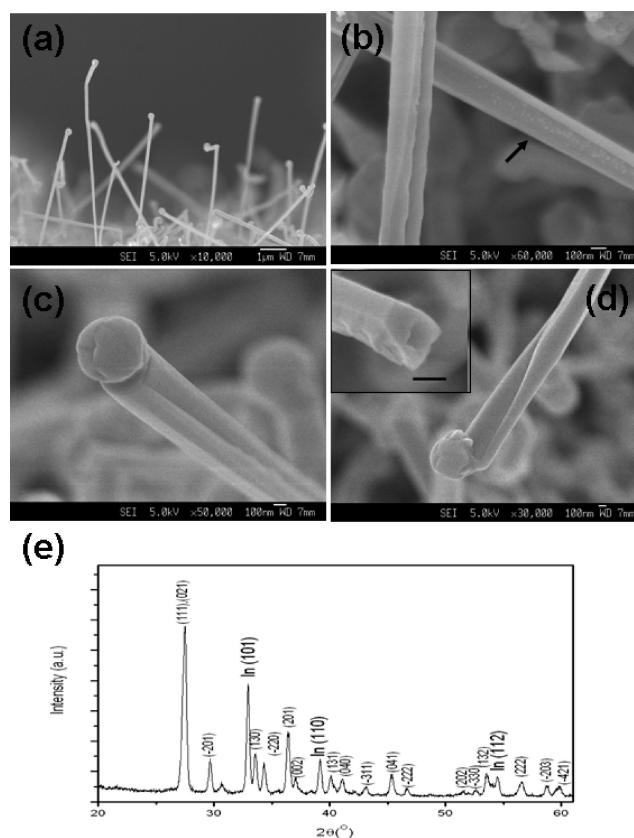 (a)
SEI 5.0kV ×10,000 1μm WD 7mm
(b)
SEI 5.0kV ×60,000 100nm WD 7mm
(c)
SEI 5.0kV ×50,000 100nm WD 7mm
(d)
SEI 5.0kV ×30,000 100nm WD 7mm
(e)
Intensity (a.u.)
(111),(021)
(-201)
In (101)
(130)
(-220)
(201)
(002)
In (110)
(131)
(040)
(-311)
(041)
(-222)
(202)
(-330)
(132)
In (112)
(222)
(-203)
(-421)
20 30 40 50 60
2θ(°)